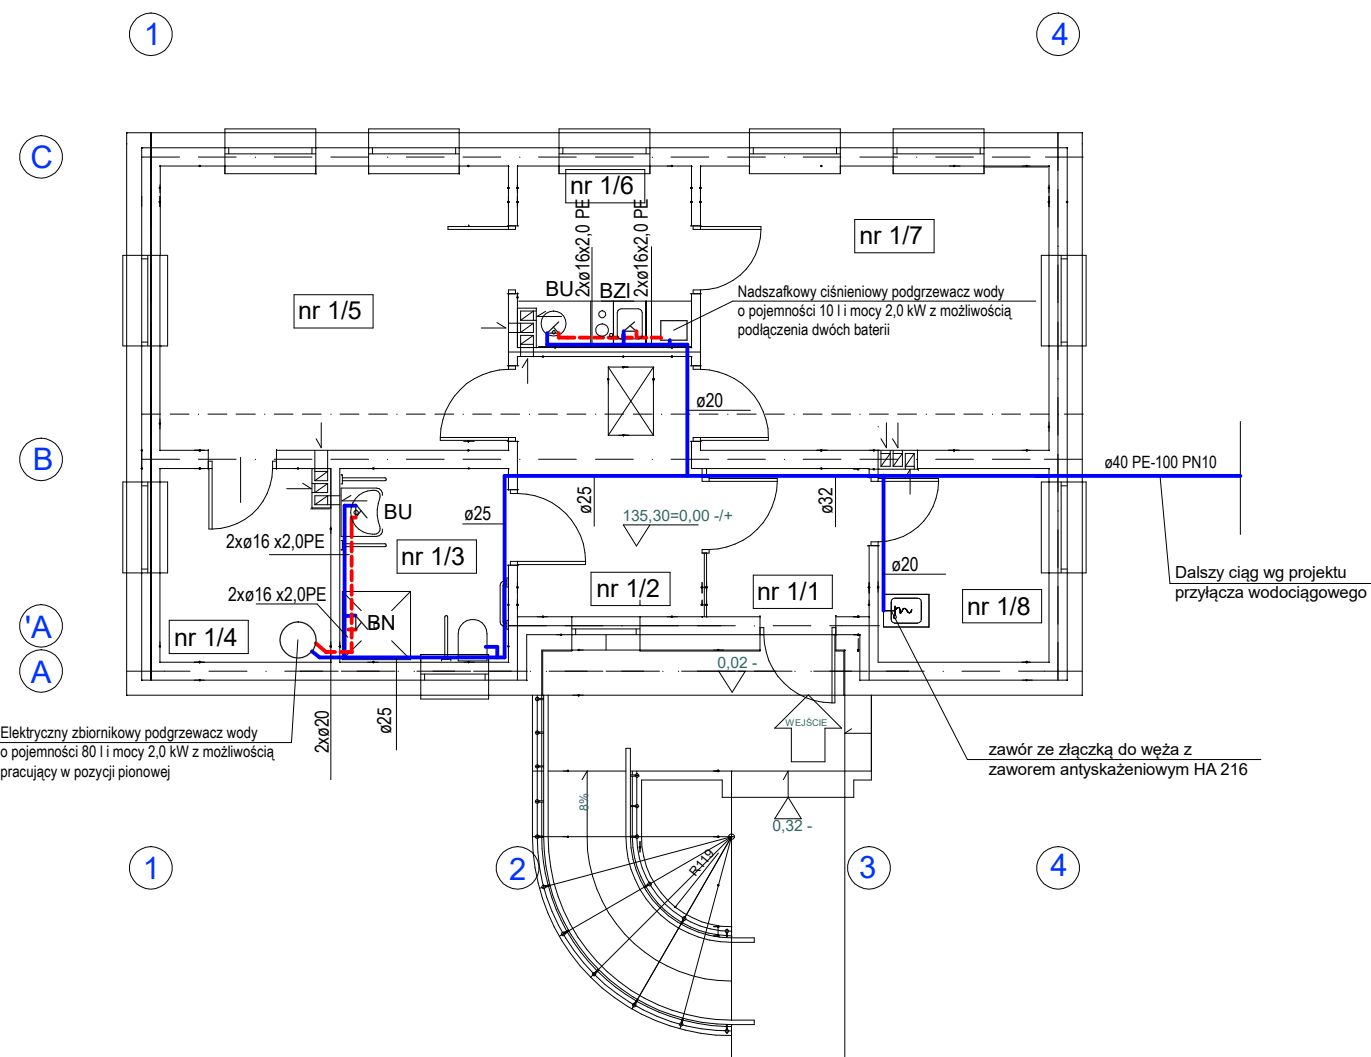 1
4
C
nr 1/6
2xø16x2,0 PE
2xø16x2,0 PE
nr 1/7
BU
BZI
nr 1/5
Nadszafkowy ciśnieniowy podgrzewacz wody
o pojemności 10 l i mocy 2,0 kW z możliwością
podłączenia dwóch baterii
ø20
B
ø40 PE-100 PN10
BU
ø25
ø25
135,30=0,00 -/+
ø32
2xø16 x2,0PE
nr 1/3
ø20
Dalszy ciąg wg projektu
przyłącza wodociągowego
2xø16 x2,0PE
nr 1/2
nr 1/1
nr 1/8
'A
nr 1/4
BN
A
0,02 -
WEJŚCIE
2xø20
ø25
Elektryczny zbiornikowy podgrzewacz wody
o pojemności 80 l i mocy 2,0 kW z możliwością
pracujący w pozycji pionowej
zawór ze złączką do węża z
zaworem antyskażeniowym HA 216
8%
0,32 -
R119
1
2
3
4